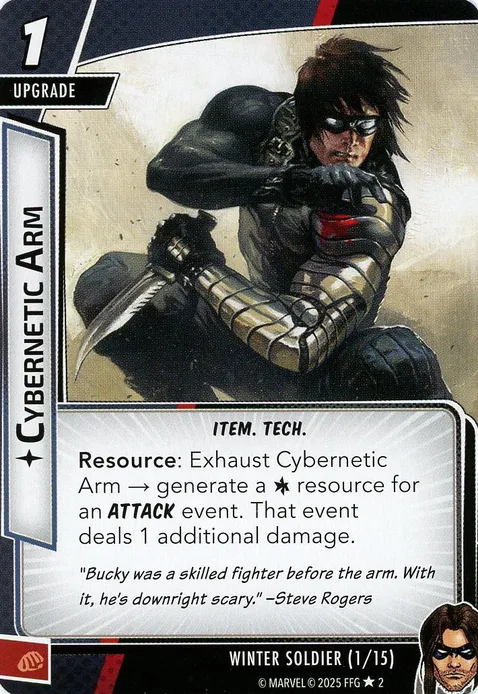 1
UPGRADE
CYBERNETIC ARM
ITEM. TECH.
Resource: Exhaust Cybernetic
Arm → generate a resource for
an ATTACK event. That event
deals 1 additional damage.
"Bucky was a skilled fighter before the arm. With
it, he's downright scary." –Steve Rogers
WINTER SOLDIER (1/15)
© MARVEL © 2025 FFG ★ 2